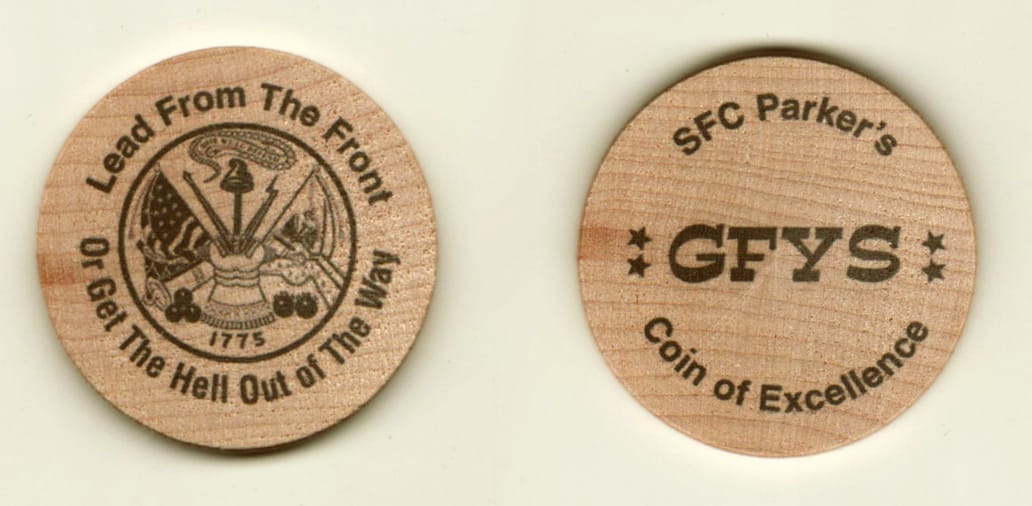 Lead From The Front
1775
Or Get The Hell Out of The Way
SFC Parker's
GFYS
Coin of Excellence